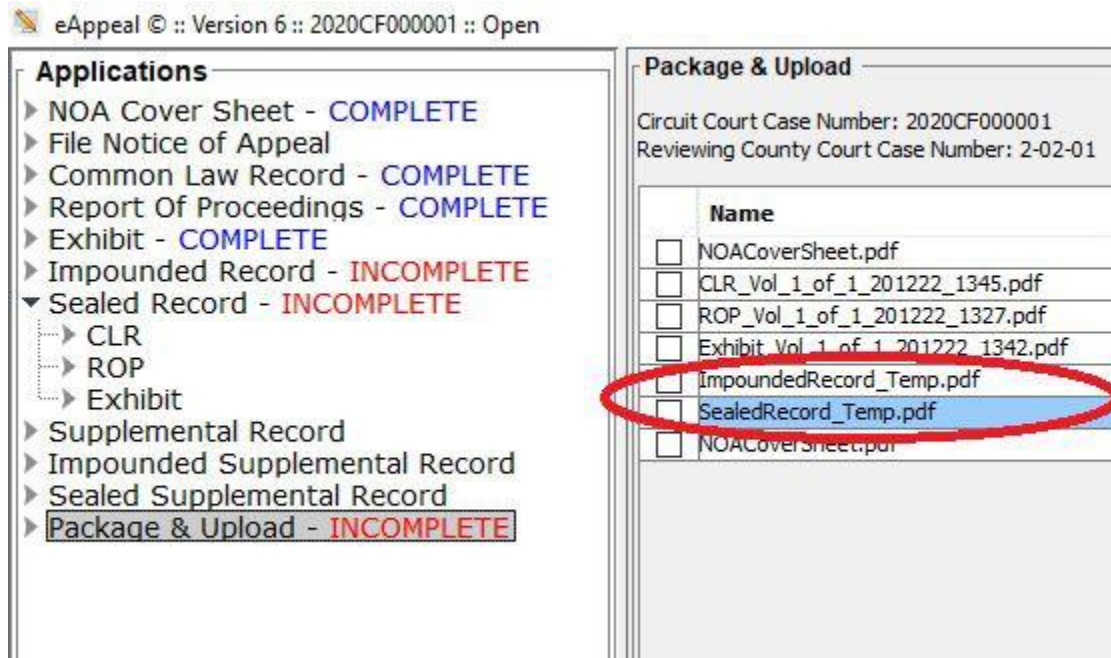 eAppeal © :: Version 6 :: 2020CF000001 :: Open
Applications
NOA Cover Sheet - COMPLETE
File Notice of Appeal
Common Law Record - COMPLETE
Report Of Proceedings - COMPLETE
Exhibit - COMPLETE
Impounded Record - INCOMPLETE
Sealed Record - INCOMPLETE
CLR
ROP
Exhibit
Supplemental Record
Impounded Supplemental Record
Sealed Supplemental Record
Package & Upload - INCOMPLETE
Package & Upload
Circuit Court Case Number: 2020CF000001
Reviewing County Court Case Number: 2-02-01
Name
NOACoverSheet.pdf
CLR_Vol_1_of_1_201222_1345.pdf
ROP_Vol_1_of_1_201222_1327.pdf
Exhibit_Vol_1_of_1_201222_1342.pdf
ImpoundedRecord_Temp.pdf
SealedRecord_Temp.pdf
NOACoverSheet.pdf